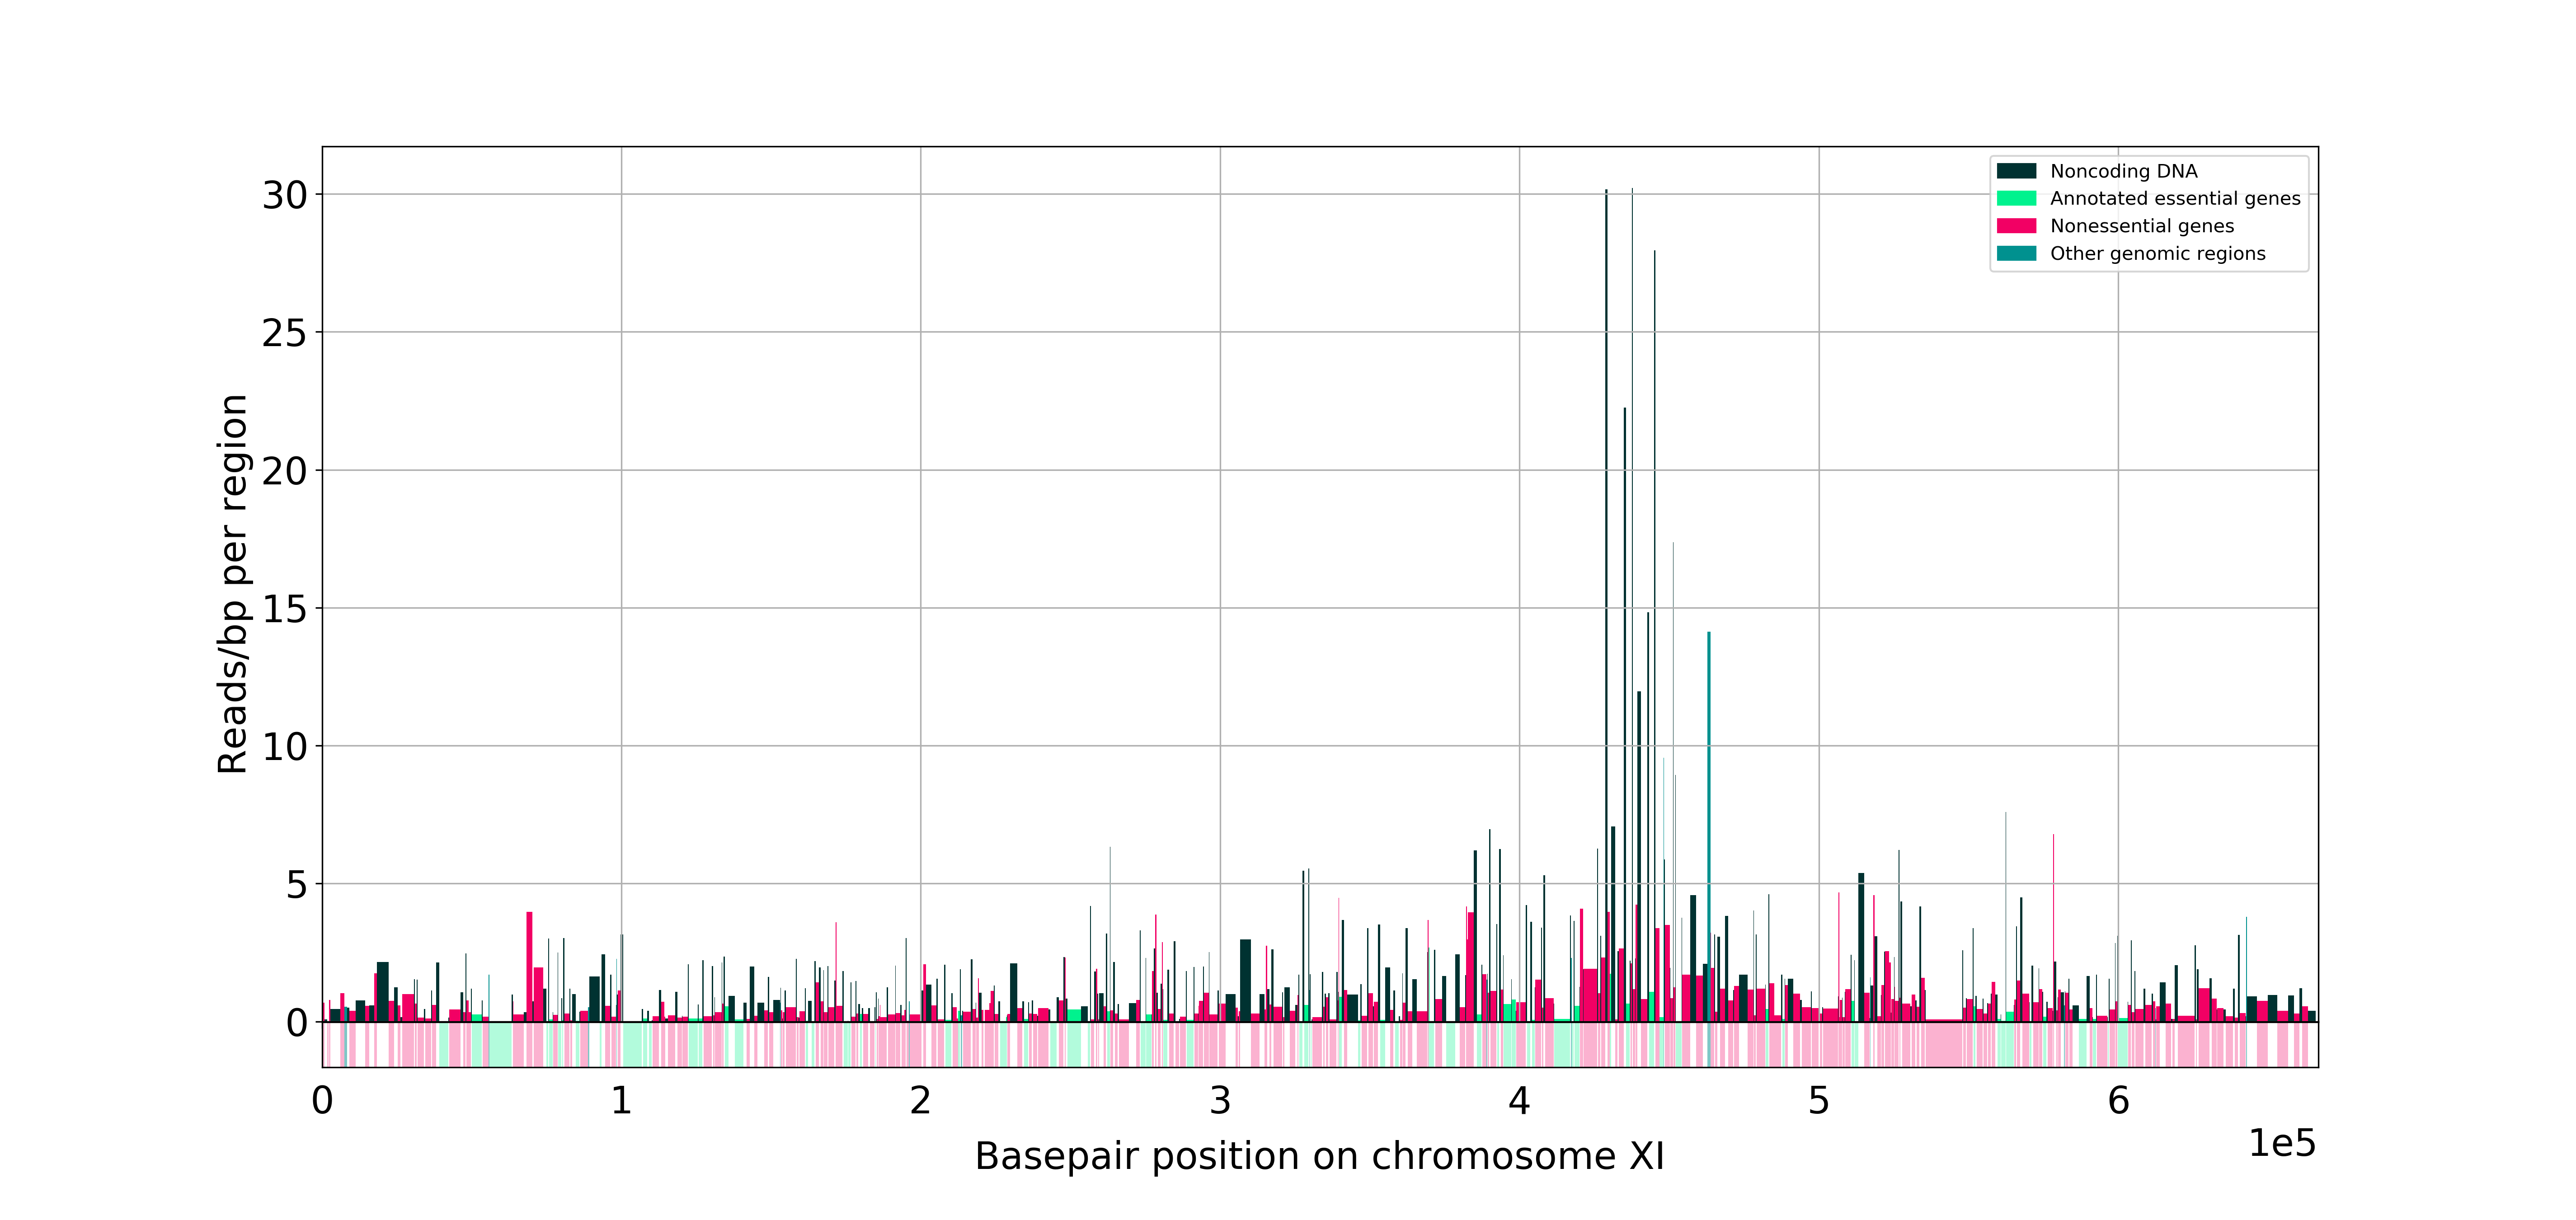 Noncoding DNA
Annotated essential genes
Nonessential genes
Other genomic regions
30
25
20
15
10
5
0
Reads/bp per region
0 1 2 3 4 5 6
1e5
Basepair position on chromosome XI